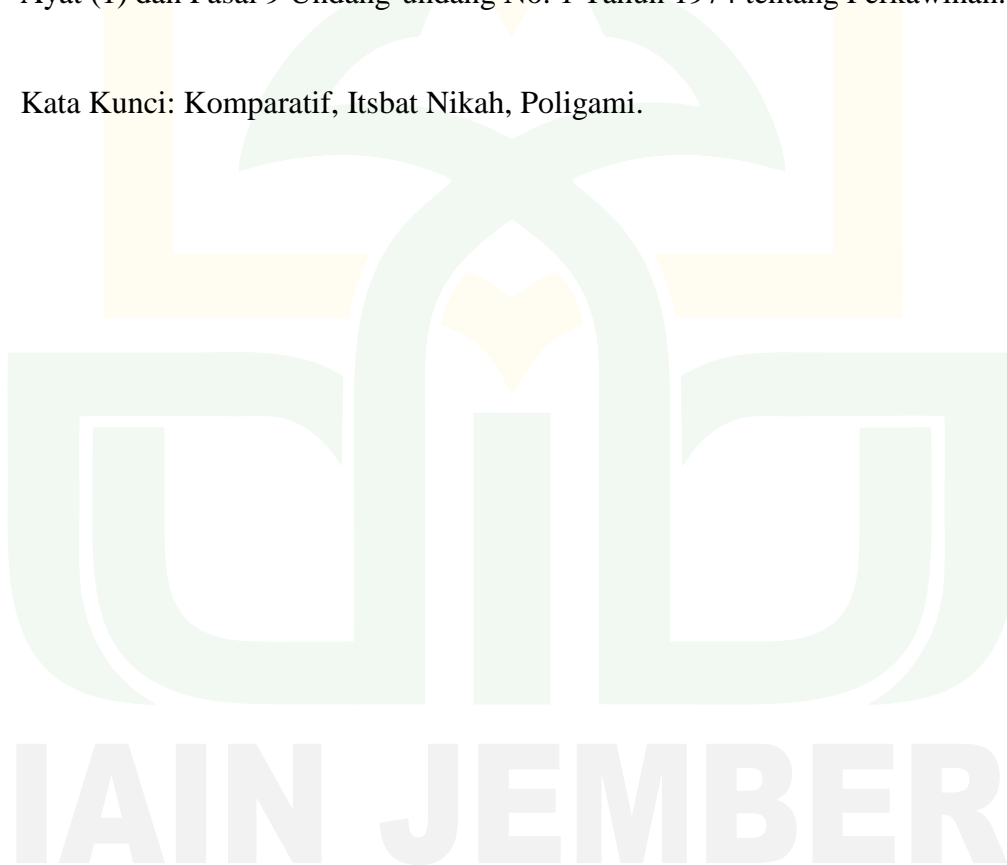 Ayat (1) dan Pasal 9 Undang-undang No. 1 Tahun 1974 tentang Perkawinan.
Kata Kunci: Komparatif, Itsbat Nikah, Poligami.
IAIN JEMBER